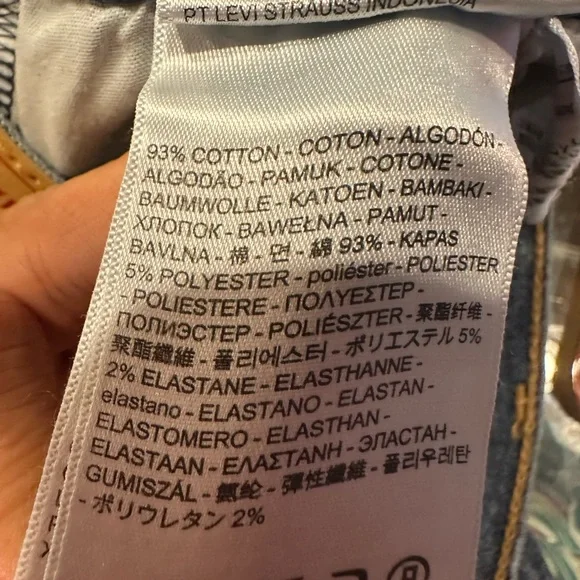 PT LEVI STRAUSS INDONESIA
93% COTTON - COTON - ALGODÓN -
ALGODÃO - PAMUK - COTONE -
BAUMWOLLE - KATOEN - BAMBAKI -
ХЛОПОК - BAWEŁNA - PAMUT -
BAVLNA - 棉 - 면 - 綿 93% - KAPAS
5% POLYESTER - poliéster - POLIESTER
- POLIESTERE - ΠΟΛΥΕΣΤΕΡ -
ПОЛИЭСТЕР - POLIÉSZTER - 聚酯纤维 -
聚酯纖維 - 폴리에스터 - ポリエステル 5%
2% ELASTANE - ELASTHANNE -
elastano - ELASTANO - ELASTAN -
ELASTOMERO - ELASTHAN -
ELASTAAN - ΕΛΑΣΤΑΝΗ - ЭЛАСТАН -
GUMISZÁL - 氨纶 - 彈性纖維 - 폴리우레탄
- ポリウレタン 2%